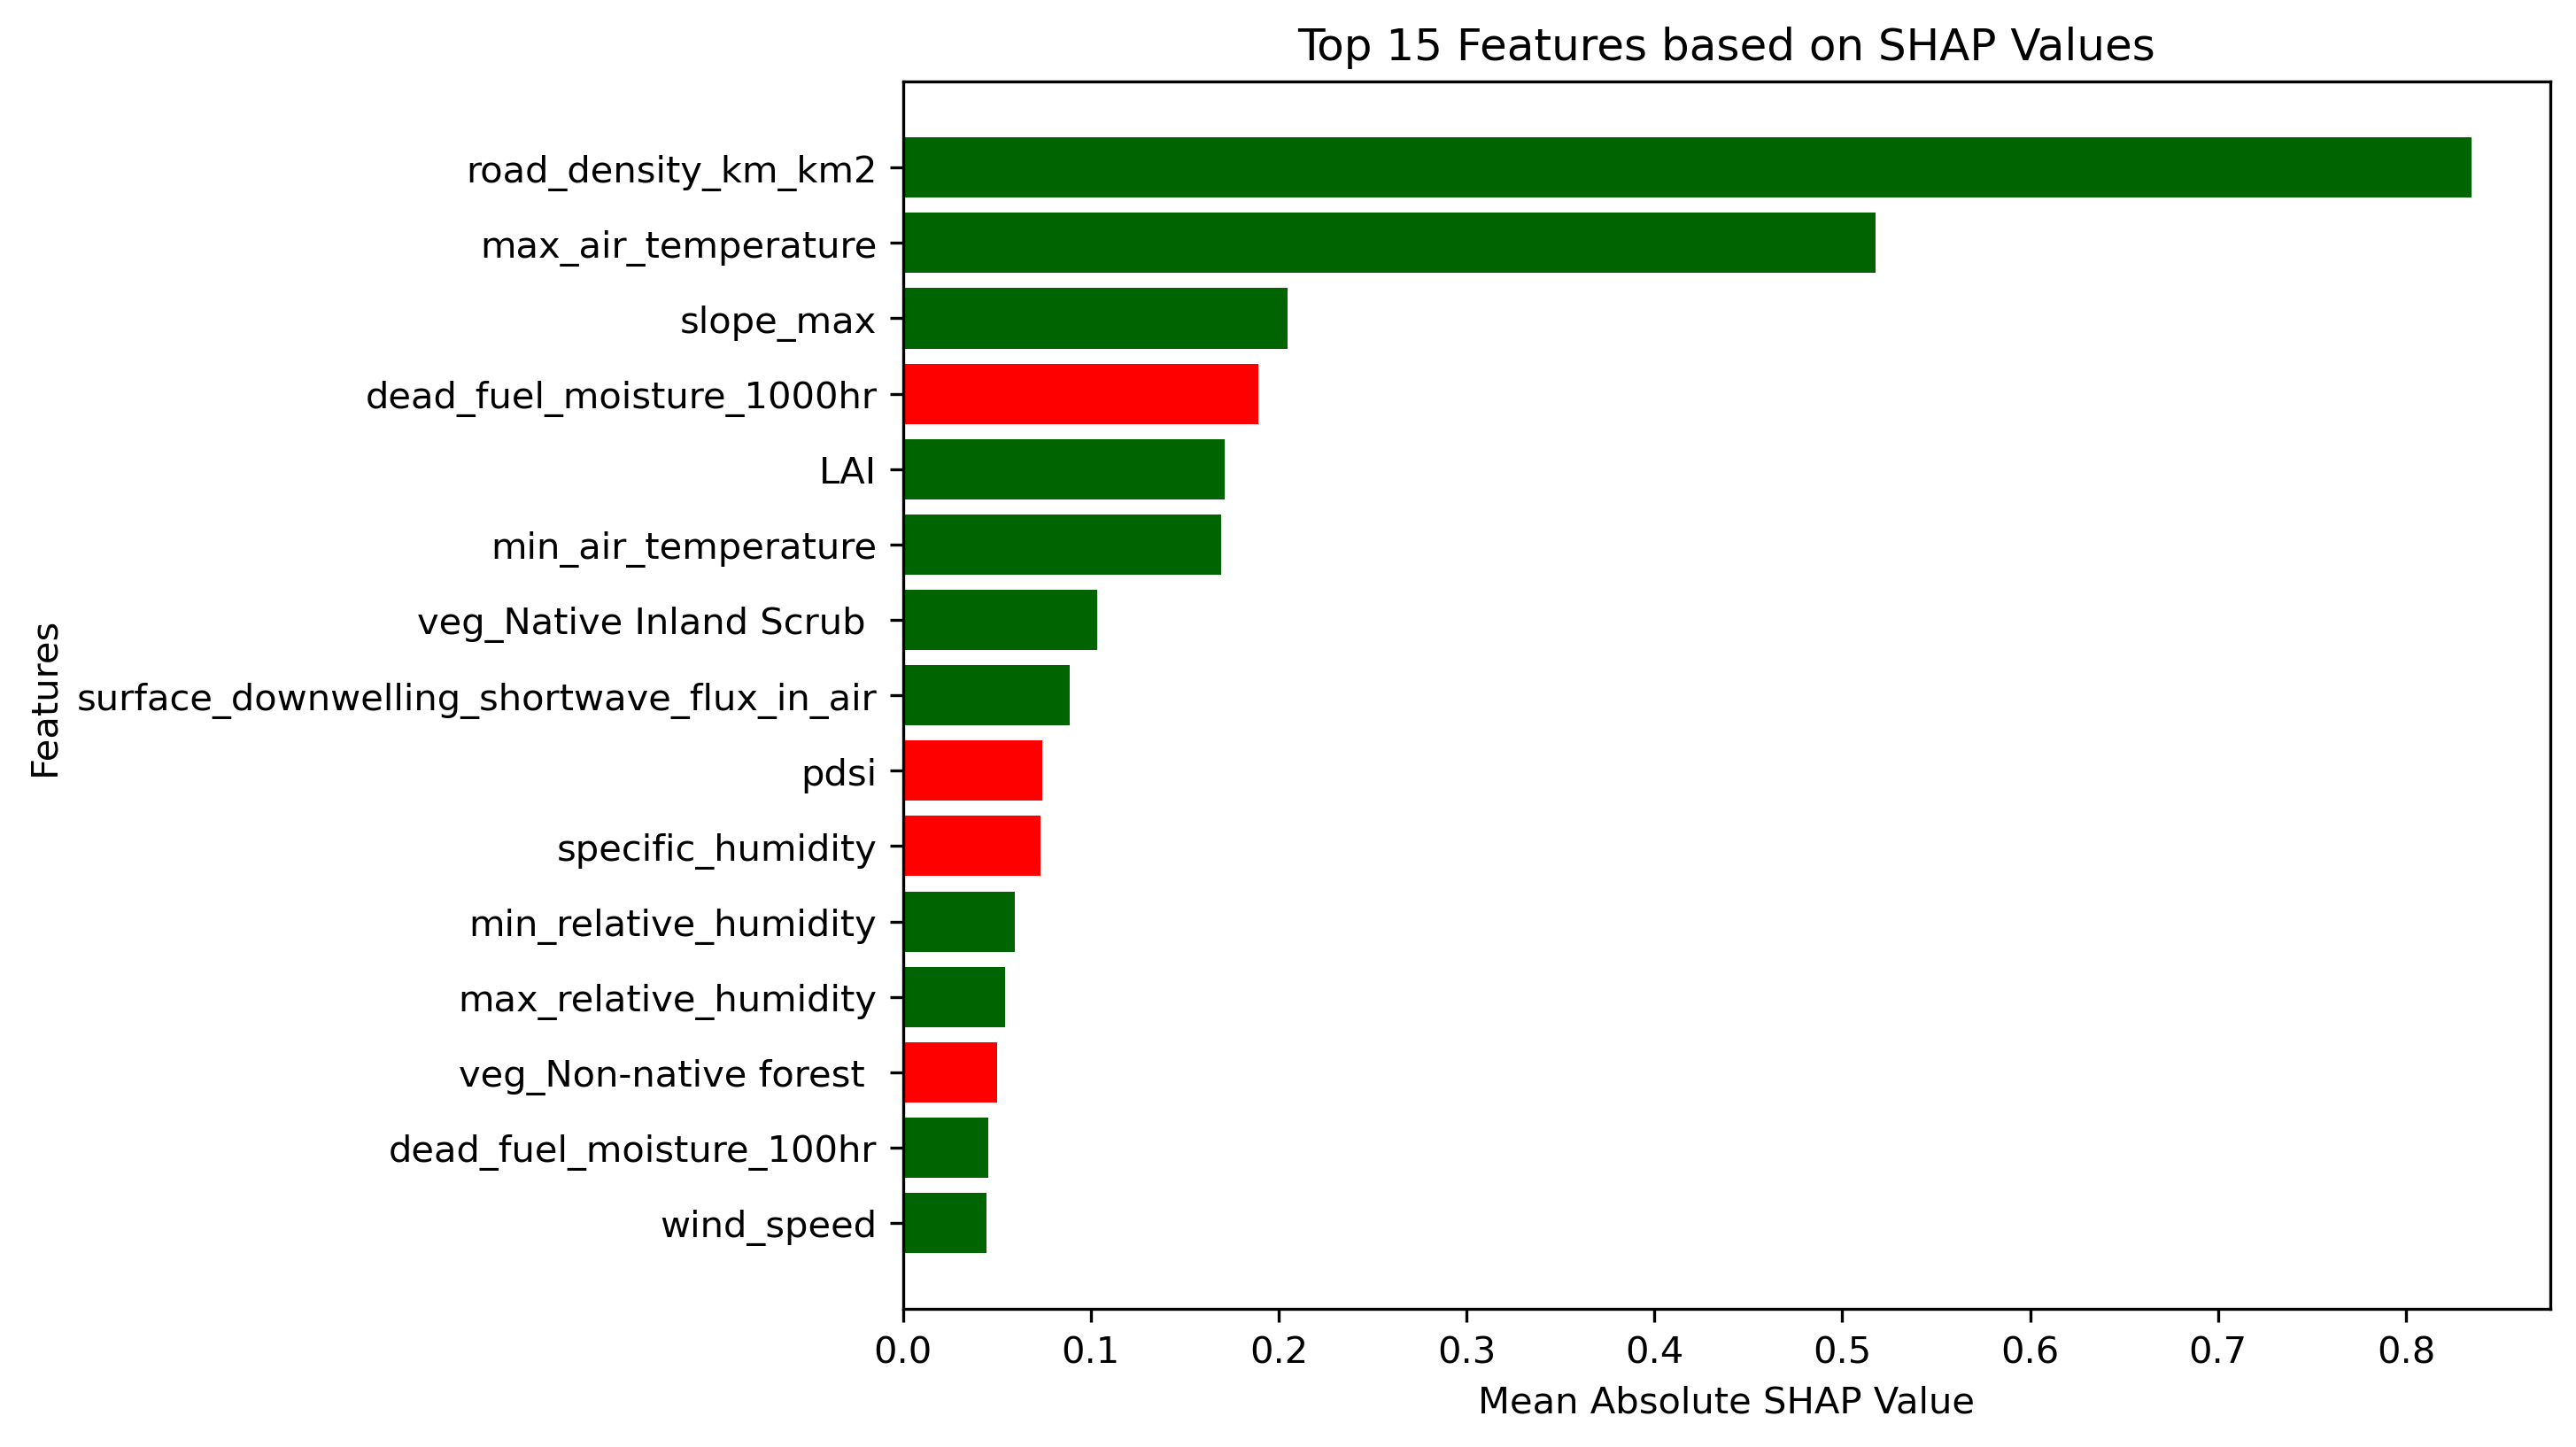 Top 15 Features based on SHAP Values
road_density_km_km2
max_air_temperature
slope_max
dead_fuel_moisture_1000hr
LAI
min_air_temperature
veg_Native Inland Scrub
surface_downwelling_shortwave_flux_in_air
pdsi
specific_humidity
min_relative_humidity
max_relative_humidity
veg_Non-native forest
dead_fuel_moisture_100hr
wind_speed
Features
0.0 0.1 0.2 0.3 0.4 0.5 0.6 0.7 0.8
Mean Absolute SHAP Value